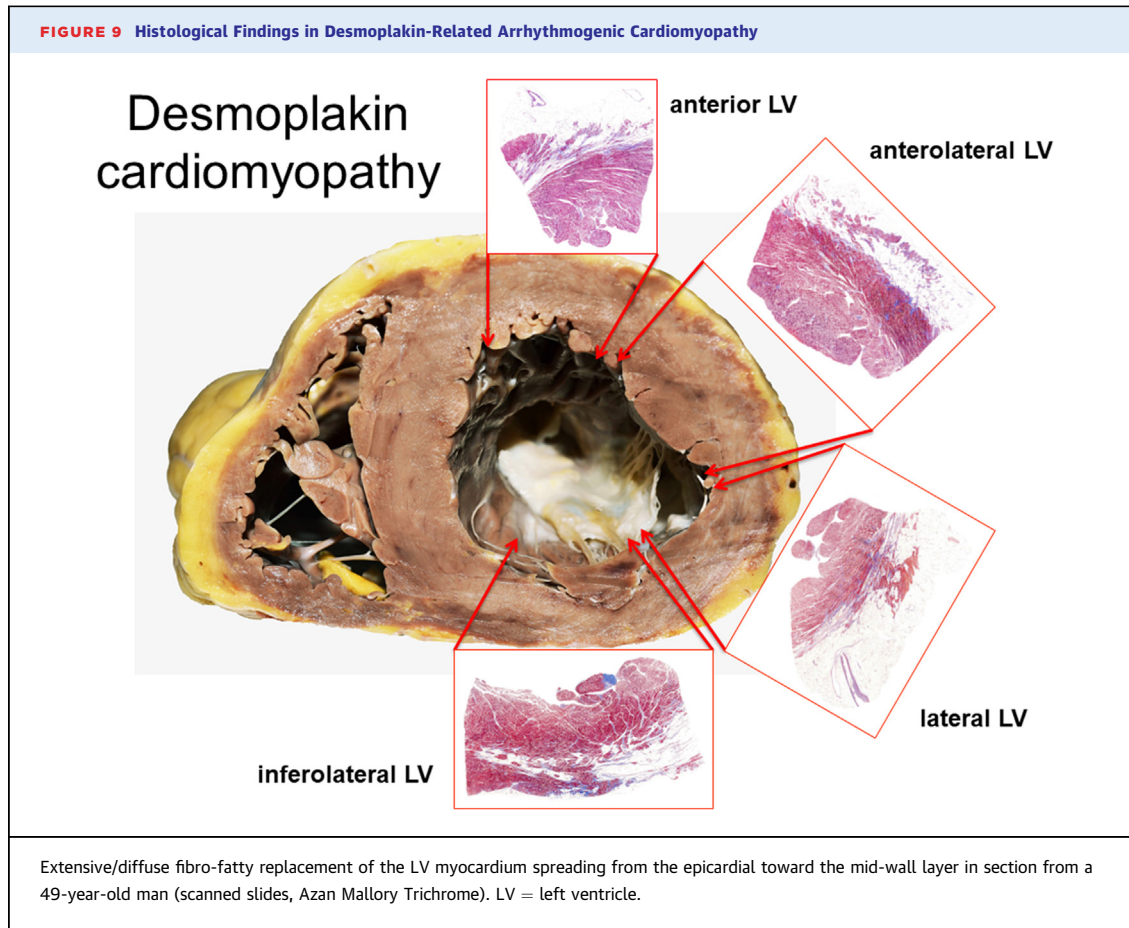 FIGURE 9 Histological Findings in Desmoplakin-Related Arrhythmogenic Cardiomyopathy
Desmoplakin
cardiomyopathy
anterior LV
anterolateral LV
lateral LV
inferolateral LV
Extensive/diffuse fibro-fatty replacement of the LV myocardium spreading from the epicardial toward the mid-wall layer in section from a
49-year-old man (scanned slides, Azan Mallory Trichrome). LV = left ventricle.